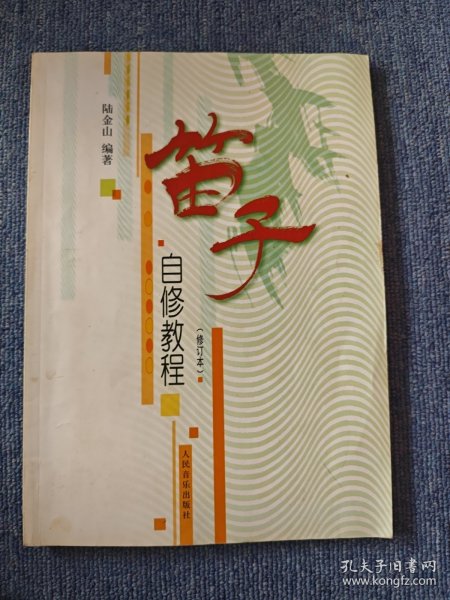 陆金山 编著
笛子
自修教程
(修订本)
人民音乐出版社
孔夫子旧书网
www.kongfz.com